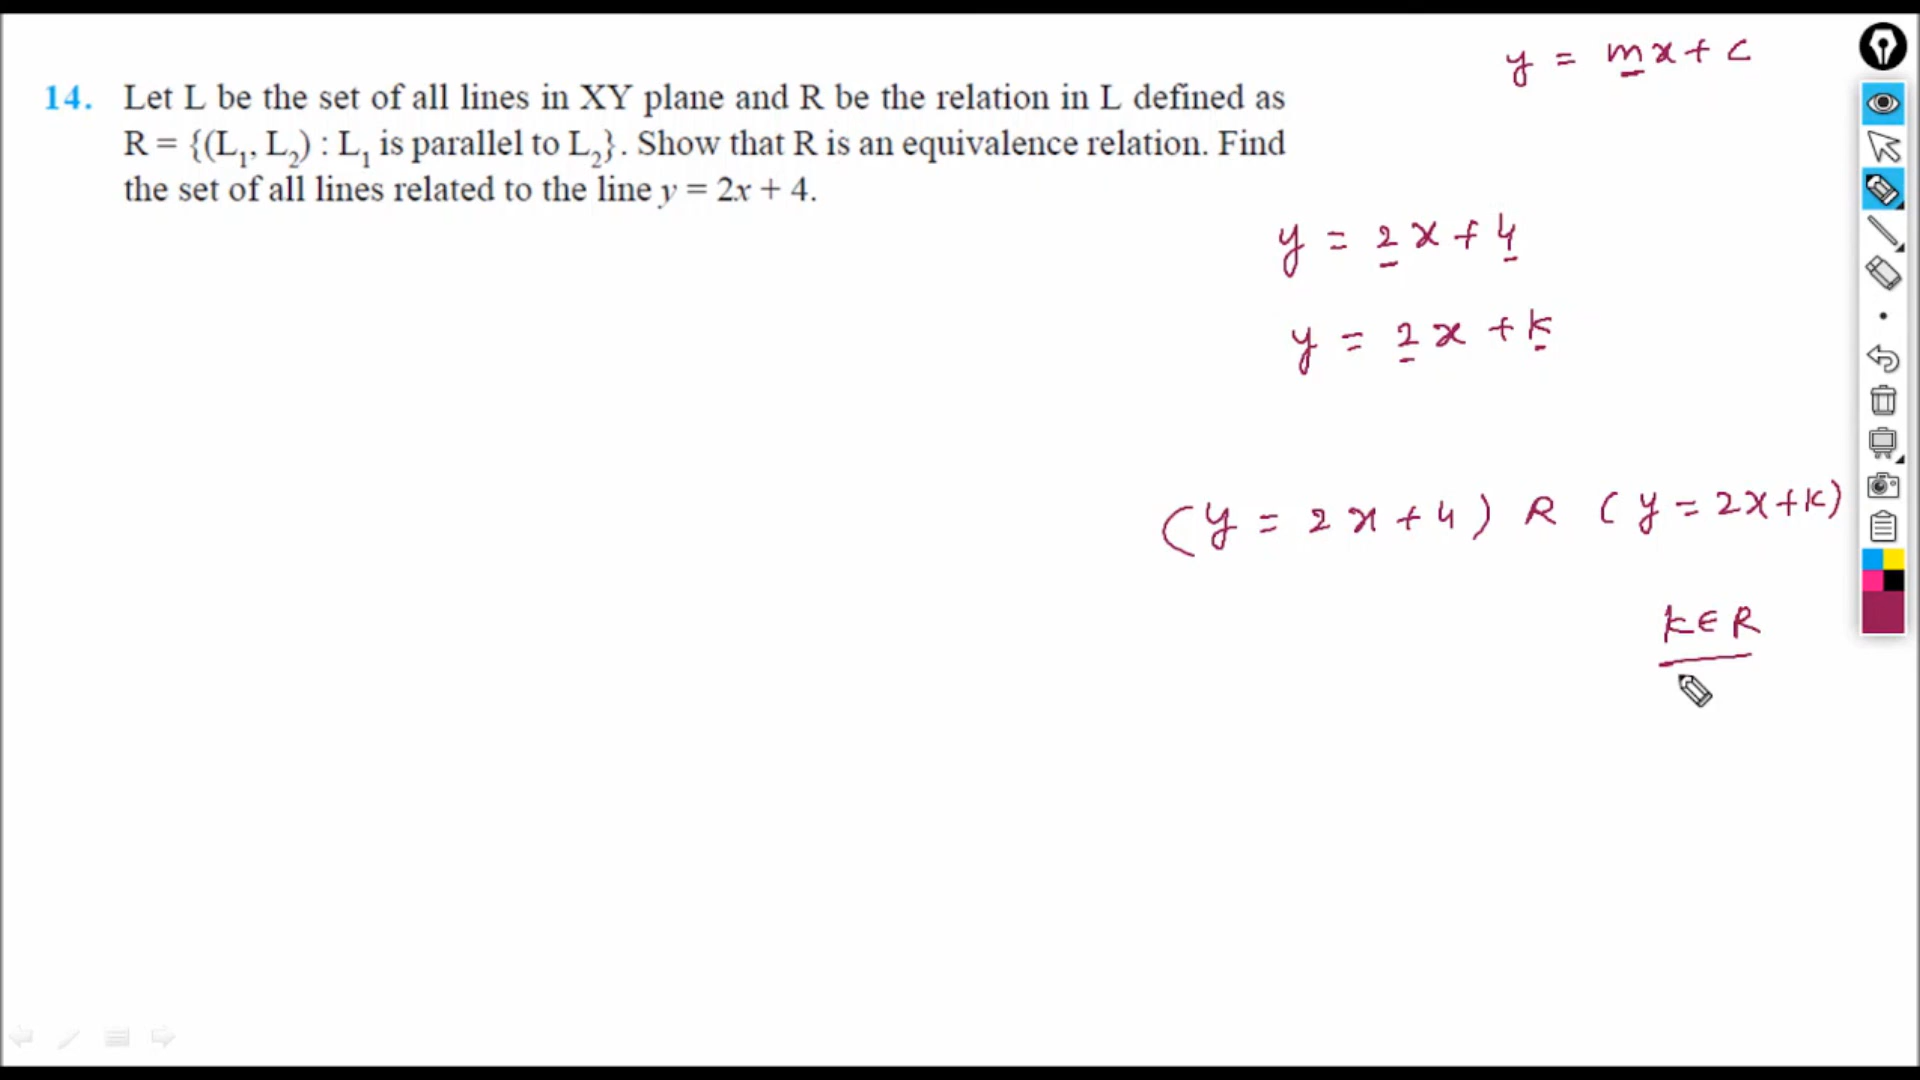 y = mx + c
14. Let L be the set of all lines in XY plane and R be the relation in L defined as
R = {(L₁, L₂) : L₁ is parallel to L₂}. Show that R is an equivalence relation. Find
the set of all lines related to the line y = 2x + 4.
y = 2x + 4
y = 2x + k
(y = 2x + 4) R (y = 2x + k)
k ∈ R